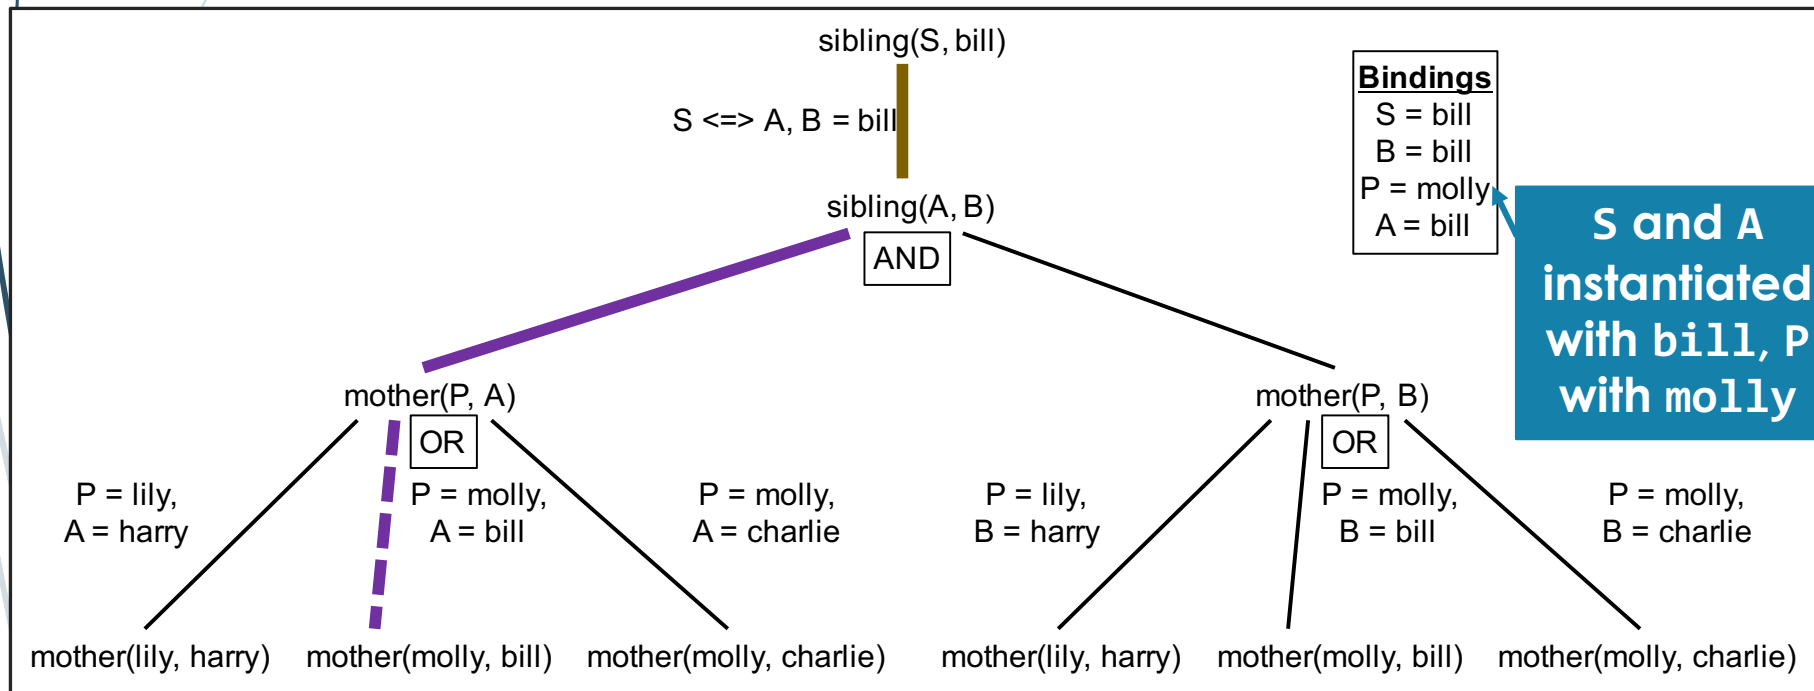 sibling(S, bill)
S <=> A, B = bill
sibling(A, B)
AND
Bindings
S = bill
B = bill
P = molly
A = bill
S and A
instantiated
with bill, P
with molly
mother(P, A)
OR
mother(P, B)
OR
P = lily,
A = harry
P = molly,
A = bill
P = molly,
A = charlie
P = lily,
B = harry
P = molly,
B = bill
P = molly,
B = charlie
mother(lily, harry)
mother(molly, bill)
mother(molly, charlie)
mother(lily, harry)
mother(molly, bill)
mother(molly, charlie)